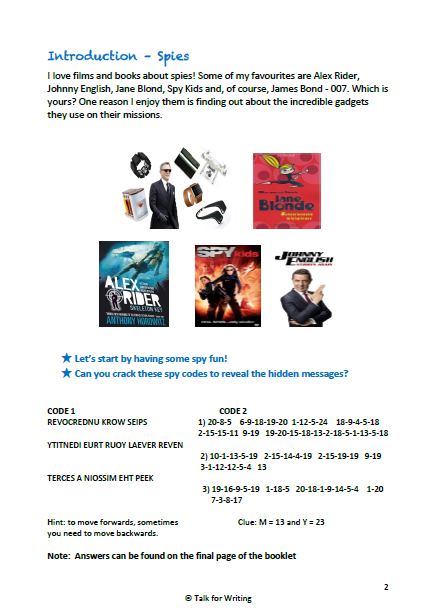 Introduction – Spies
I love films and books about spies! Some of my favourites are Alex Rider,
Johnny English, Jane Blond, Spy Kids and, of course, James Bond - 007. Which is
yours? One reason I enjoy them is finding out about the incredible gadgets
they use on their missions.
Jane
Blonde
ALEX
RIDER
SKELETON KEY
ANTHONY HOROWITZ
SPY
kids
JOHNNY
ENGLISH
★ Let's start by having some spy fun!
★ Can you crack these spy codes to reveal the hidden messages?
CODE 1 CODE 2
REVOCREDNU KROW SEIPS 1) 20-8-5 6-9-18-19-20 1-12-5-24 18-9-4-5-18
2-15-15-11 9-19 19-20-15-18-13-2-18-5-1-13-5-18
YTITNEDI EURT RUOY LAEVER REVEN
2) 10-1-13-5-19 2-15-14-4-19 2-15-19-19 9-19
3-1-12-12-5-4 13
TERCES A NIOSSIM EHT PEEK
3) 19-16-9-5-19 1-18-5 20-18-1-9-14-5-4 1-20
7-3-8-17
Hint: to move forwards, sometimes Clue: M = 13 and Y = 23
you need to move backwards.
Note: Answers can be found on the final page of the booklet
2
© Talk for Writing